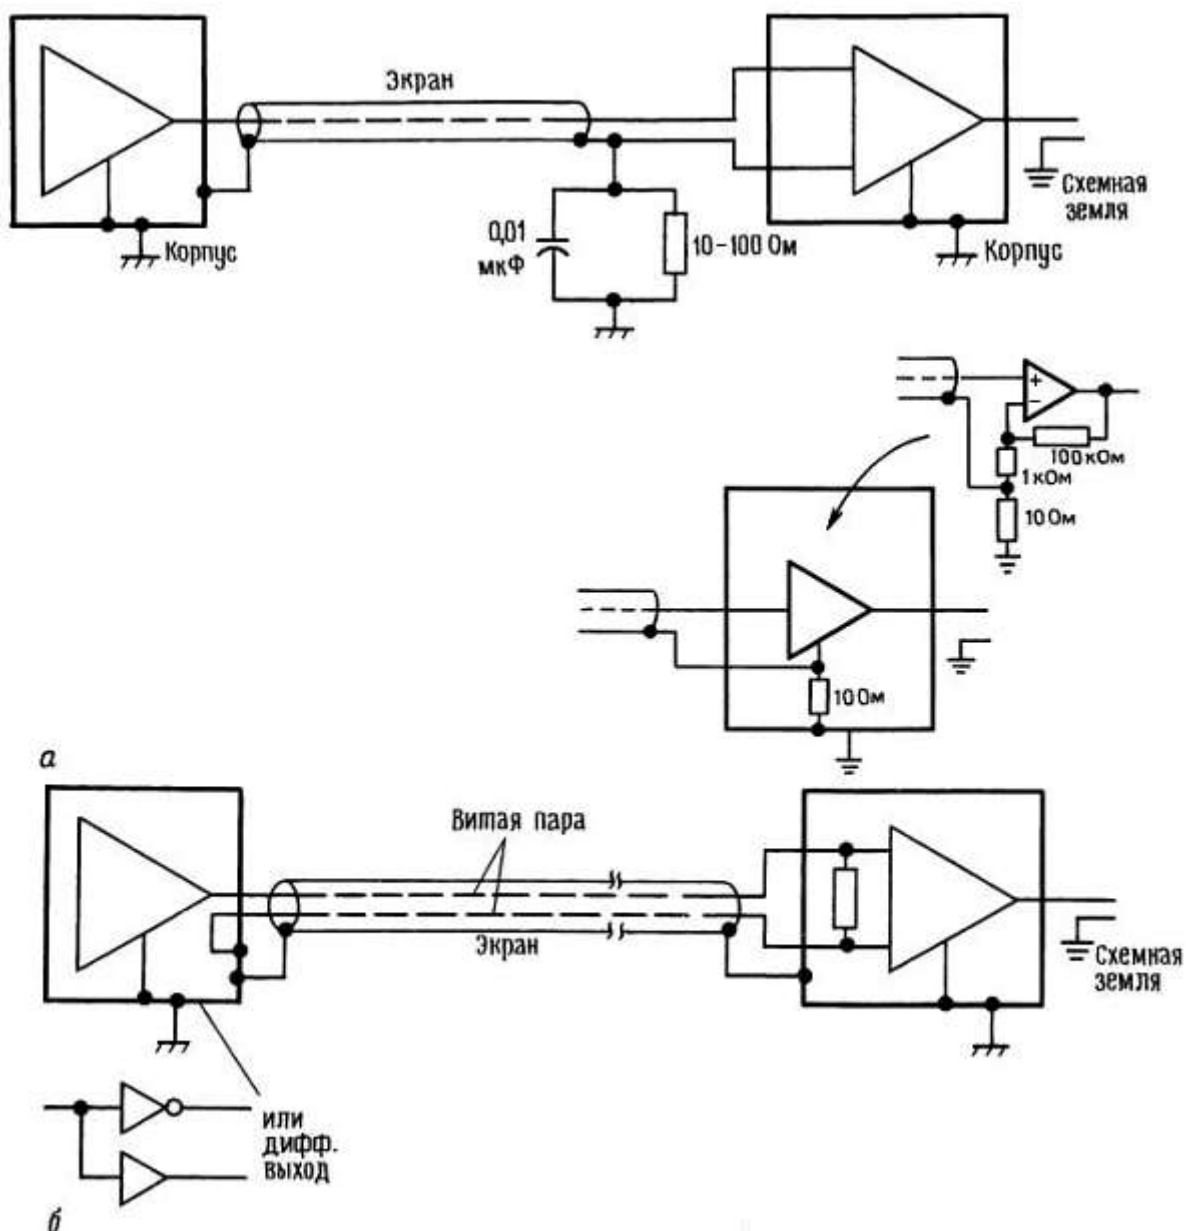 Экран
0,01
мкФ
10–100 Ом
Корпус
Корпус
Схемная
земля
+
−
100 кОм
1 кОм
10 Ом
10 Ом
а
Витая пара
Экран
Схемная
земля
или
дифф.
выход
б